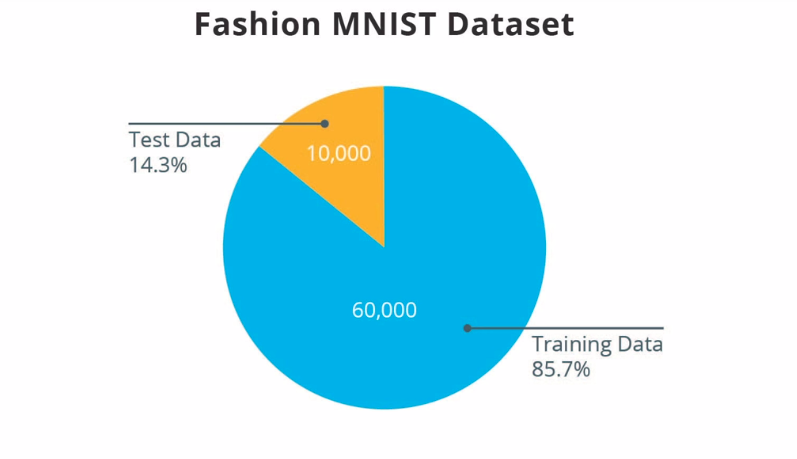 Fashion MNIST Dataset
Test Data
14.3%
10,000
60,000
Training Data
85.7%